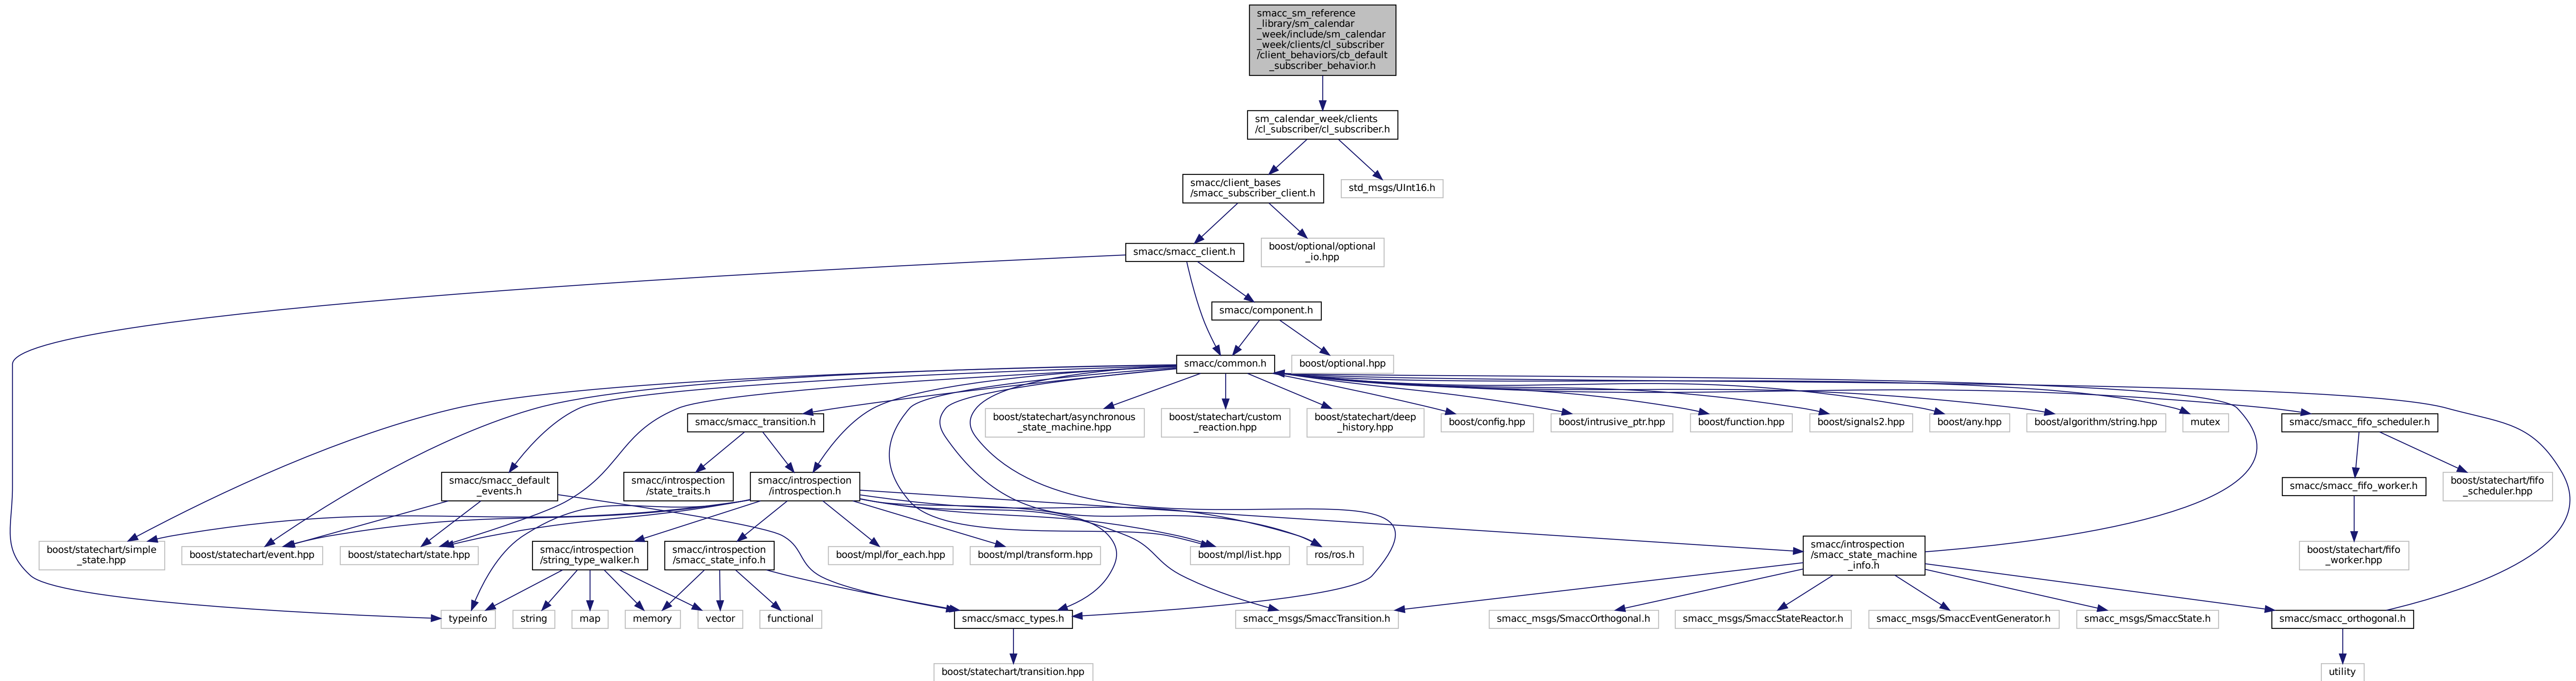 smacc_sm_reference
_library/sm_calendar
_week/include/sm_calendar
_week/clients/cl_subscriber
/client_behaviors/cb_default
_subscriber_behavior.h
sm_calendar_week/clients
/cl_subscriber/cl_subscriber.h
smacc/client_bases
/smacc_subscriber_client.h
std_msgs/UInt16.h
smacc/smacc_client.h
boost/optional/optional
_io.hpp
smacc/component.h
smacc/common.h
boost/optional.hpp
smacc/smacc_transition.h
boost/statechart/asynchronous
_state_machine.hpp
boost/statechart/custom
_reaction.hpp
boost/statechart/deep
_history.hpp
boost/config.hpp
boost/intrusive_ptr.hpp
boost/function.hpp
boost/signals2.hpp
boost/any.hpp
boost/algorithm/string.hpp
mutex
smacc/smacc_fifo_scheduler.h
smacc/smacc_default
_events.h
smacc/introspection
/state_traits.h
smacc/introspection
/introspection.h
smacc/smacc_fifo_worker.h
boost/statechart/fifo
_scheduler.hpp
boost/statechart/simple
_state.hpp
boost/statechart/event.hpp
boost/statechart/state.hpp
smacc/introspection
/string_type_walker.h
smacc/introspection
/smacc_state_info.h
boost/mpl/for_each.hpp
boost/mpl/transform.hpp
boost/mpl/list.hpp
ros/ros.h
smacc/introspection
/smacc_state_machine
_info.h
boost/statechart/fifo
_worker.hpp
typeinfo
string
map
memory
vector
functional
smacc/smacc_types.h
smacc_msgs/SmaccTransition.h
smacc_msgs/SmaccOrthogonal.h
smacc_msgs/SmaccStateReactor.h
smacc_msgs/SmaccEventGenerator.h
smacc_msgs/SmaccState.h
smacc/smacc_orthogonal.h
boost/statechart/transition.hpp
utility